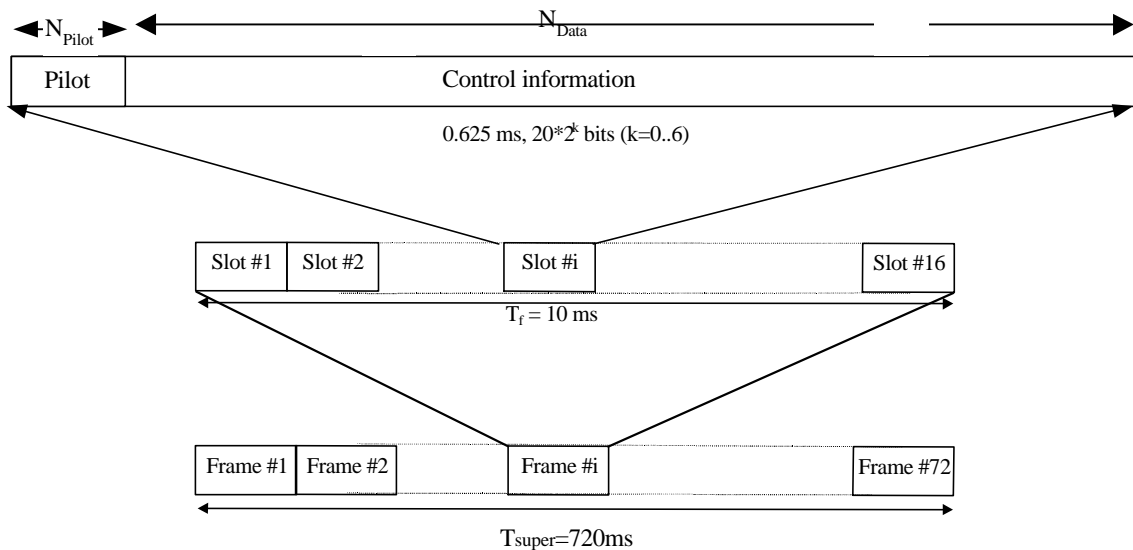 N_Pilot N_Data
Pilot Control information
0.625 ms, 20*2^k bits (k=0..6)
Slot #1 Slot #2 Slot #i Slot #16
T_f = 10 ms
Frame #1 Frame #2 Frame #i Frame #72
T_super=720ms